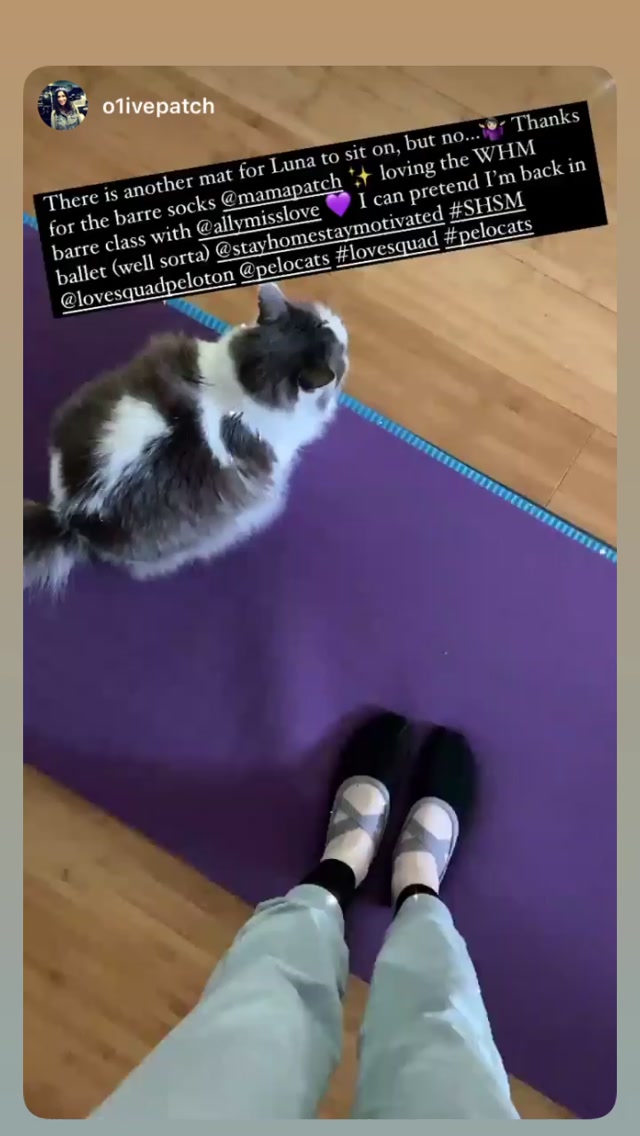 o1ivepatch
There is another mat for Luna to sit on, but no...🤷🏻‍♀️ Thanks
for the barre socks @mamapatch ✨ loving the WHM
barre class with @allymisslove 💜 I can pretend I'm back in
ballet (well sorta) @stayhomestaymotivated #SHSM
@lovesquadpeloton @pelocats #lovesquad #pelocats